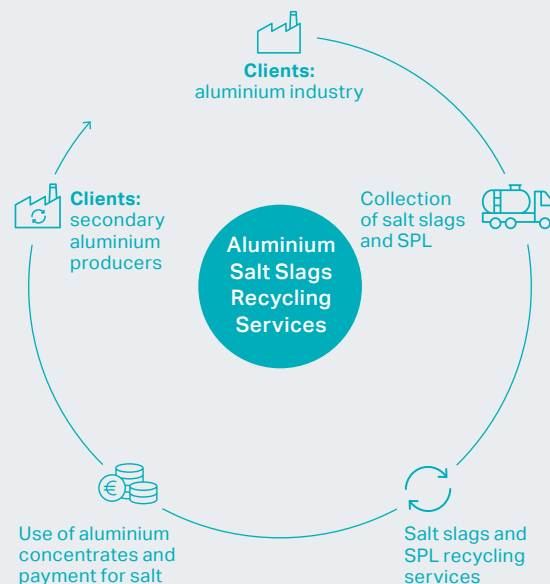 Clients:
aluminium industry
Collection
of salt slags
and SPL
Salt slags and
SPL recycling
services
Use of aluminium
concentrates and
payment for salt
Clients:
secondary
aluminium
producers
Aluminium
Salt Slags
Recycling
Services
€